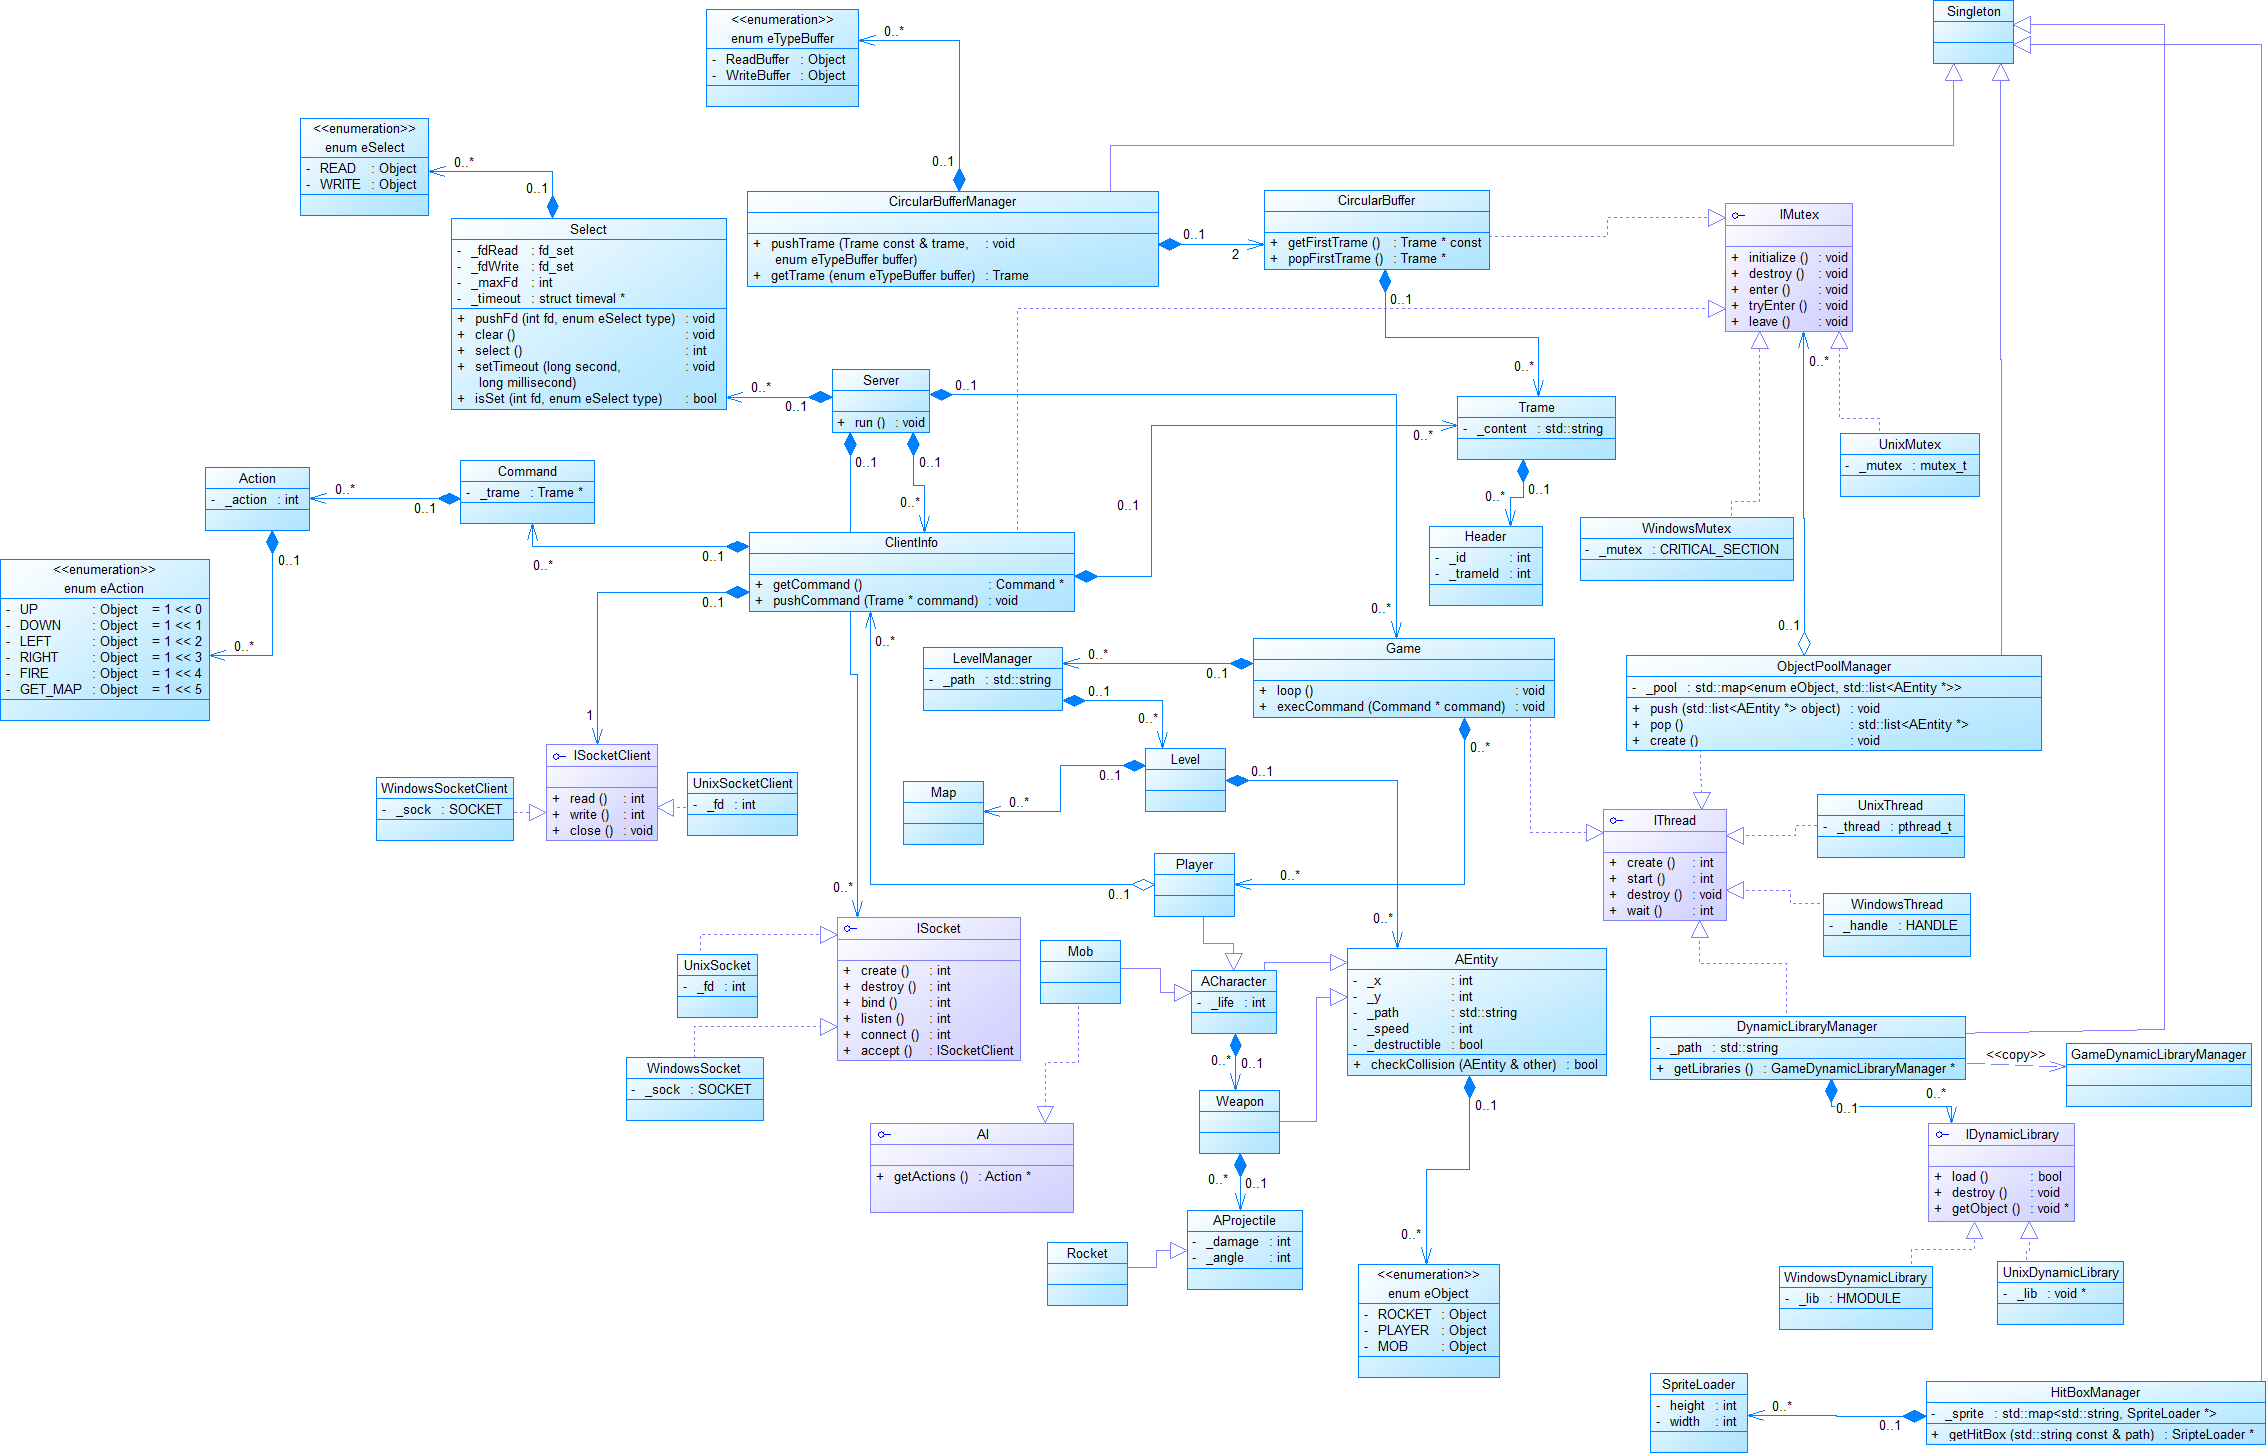 <<enumeration>>
enum eTypeBuffer
- ReadBuffer : Object
- WriteBuffer : Object
0..*
0..1
Singleton
<<enumeration>>
enum eSelect
- READ : Object
- WRITE : Object
0..*
0..1
Select
- _fdRead : fd_set
- _fdWrite : fd_set
- _maxFd : int
- _timeout : struct timeval *
+ pushFd (int fd, enum eSelect type) : void
+ clear () : void
+ select () : int
+ setTimeout (long second, : void
long millisecond)
+ isSet (int fd, enum eSelect type) : bool
CircularBufferManager
+ pushTrame (Trame const & trame, : void
enum eTypeBuffer buffer)
+ getTrame (enum eTypeBuffer buffer) : Trame
0..1
2
CircularBuffer
+ getFirstTrame () : Trame * const
+ popFirstTrame () : Trame *
0..1
0..*
IMutex
+ initialize () : void
+ destroy () : void
+ enter () : void
+ tryEnter () : void
+ leave () : void
0..*
0..1
Server
+ run () : void
0..*
0..1
0..1
0..1
0..1
0..*
0..*
Trame
- _content : std::string
0..*
0..1
0..*
0..1
UnixMutex
- _mutex : mutex_t
WindowsMutex
- _mutex : CRITICAL_SECTION
Header
- _id : int
- _trameId : int
Action
- _action : int
0..*
0..1
Command
- _trame : Trame *
0..1
0..*
0..1
0..*
<<enumeration>>
enum eAction
- UP : Object = 1 << 0
- DOWN : Object = 1 << 1
- LEFT : Object = 1 << 2
- RIGHT : Object = 1 << 3
- FIRE : Object = 1 << 4
- GET_MAP : Object = 1 << 5
ClientInfo
+ getCommand () : Command *
+ pushCommand (Trame * command) : void
0..1
1
0..*
0..1
0..*
ISocketClient
+ read () : int
+ write () : int
+ close () : void
WindowsSocketClient
- _sock : SOCKET
UnixSocketClient
- _fd : int
LevelManager
- _path : std::string
0..*
0..1
0..1
0..*
Game
+ loop () : void
+ execCommand (Command * command) : void
0..*
0..*
ObjectPoolManager
- _pool : std::map<enum eObject, std::list<AEntity *>>
+ push (std::list<AEntity *> object) : void
+ pop () : std::list<AEntity *>
+ create () : void
Level
0..1
0..*
0..1
0..*
Map
Player
IThread
+ create () : int
+ start () : int
+ destroy () : void
+ wait () : int
UnixThread
- _thread : pthread_t
WindowsThread
- _handle : HANDLE
ISocket
+ create () : int
+ destroy () : int
+ bind () : int
+ listen () : int
+ connect () : int
+ accept () : ISocketClient
UnixSocket
- _fd : int
WindowsSocket
- _sock : SOCKET
Mob
ACharacter
- _life : int
0..*
0..1
AEntity
- _x : int
- _y : int
- _path : std::string
- _speed : int
- _destructible : bool
+ checkCollision (AEntity & other) : bool
0..1
0..*
Weapon
0..*
0..1
AI
+ getActions () : Action *
AProjectile
- _damage : int
- _angle : int
Rocket
<<enumeration>>
enum eObject
- ROCKET : Object
- PLAYER : Object
- MOB : Object
DynamicLibraryManager
- _path : std::string
+ getLibraries () : GameDynamicLibraryManager *
<<copy>>
GameDynamicLibraryManager
0..1
0..*
IDynamicLibrary
+ load () : bool
+ destroy () : void
+ getObject () : void *
WindowsDynamicLibrary
- _lib : HMODULE
UnixDynamicLibrary
- _lib : void *
SpriteLoader
- height : int
- width : int
0..*
0..1
HitBoxManager
- _sprite : std::map<std::string, SpriteLoader *>
+ getHitBox (std::string const & path) : SripteLoader *